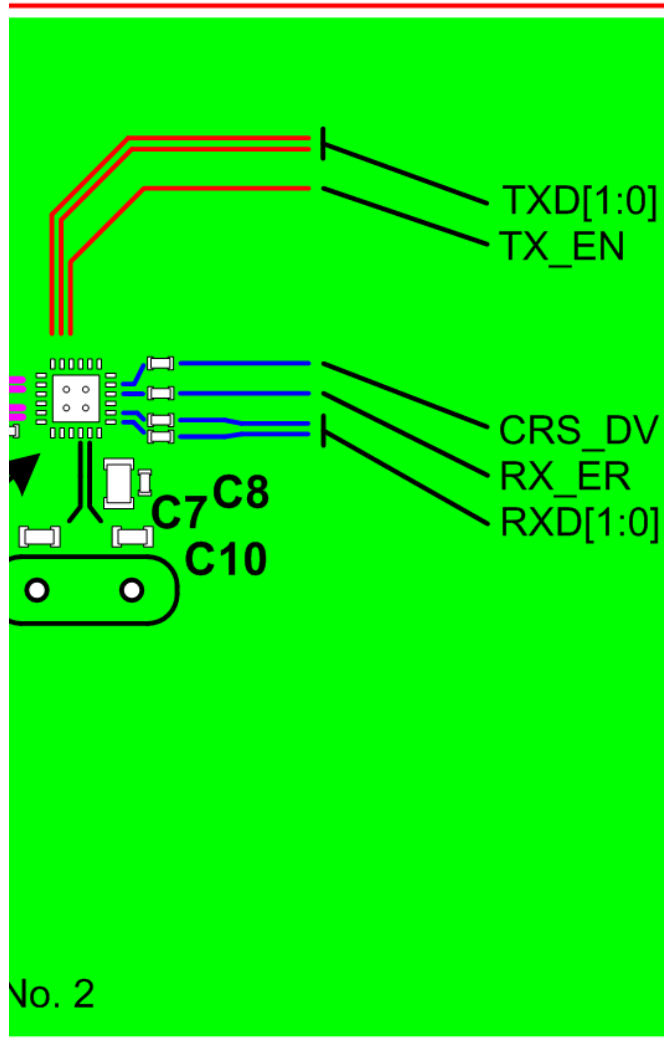 TXD[1:0]
TX_EN
CRS_DV
RX_ER
RXD[1:0]
C7 C8
C10
No. 2